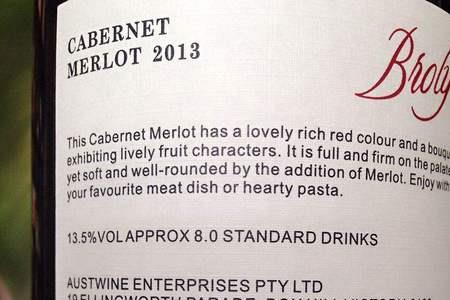 CABERNET
MERLOT 2013
This Cabernet Merlot has a lovely rich red colour and a
exhibiting lively fruit characters. It is full and firm on the palate
yet soft and well-rounded by the addition of Merlot. Enjoy with
your favourite meat dish or hearty pasta.
13.5%VOL APPROX 8.0 STANDARD DRINKS
AUSTWINE ENTERPRISES PTY LTD